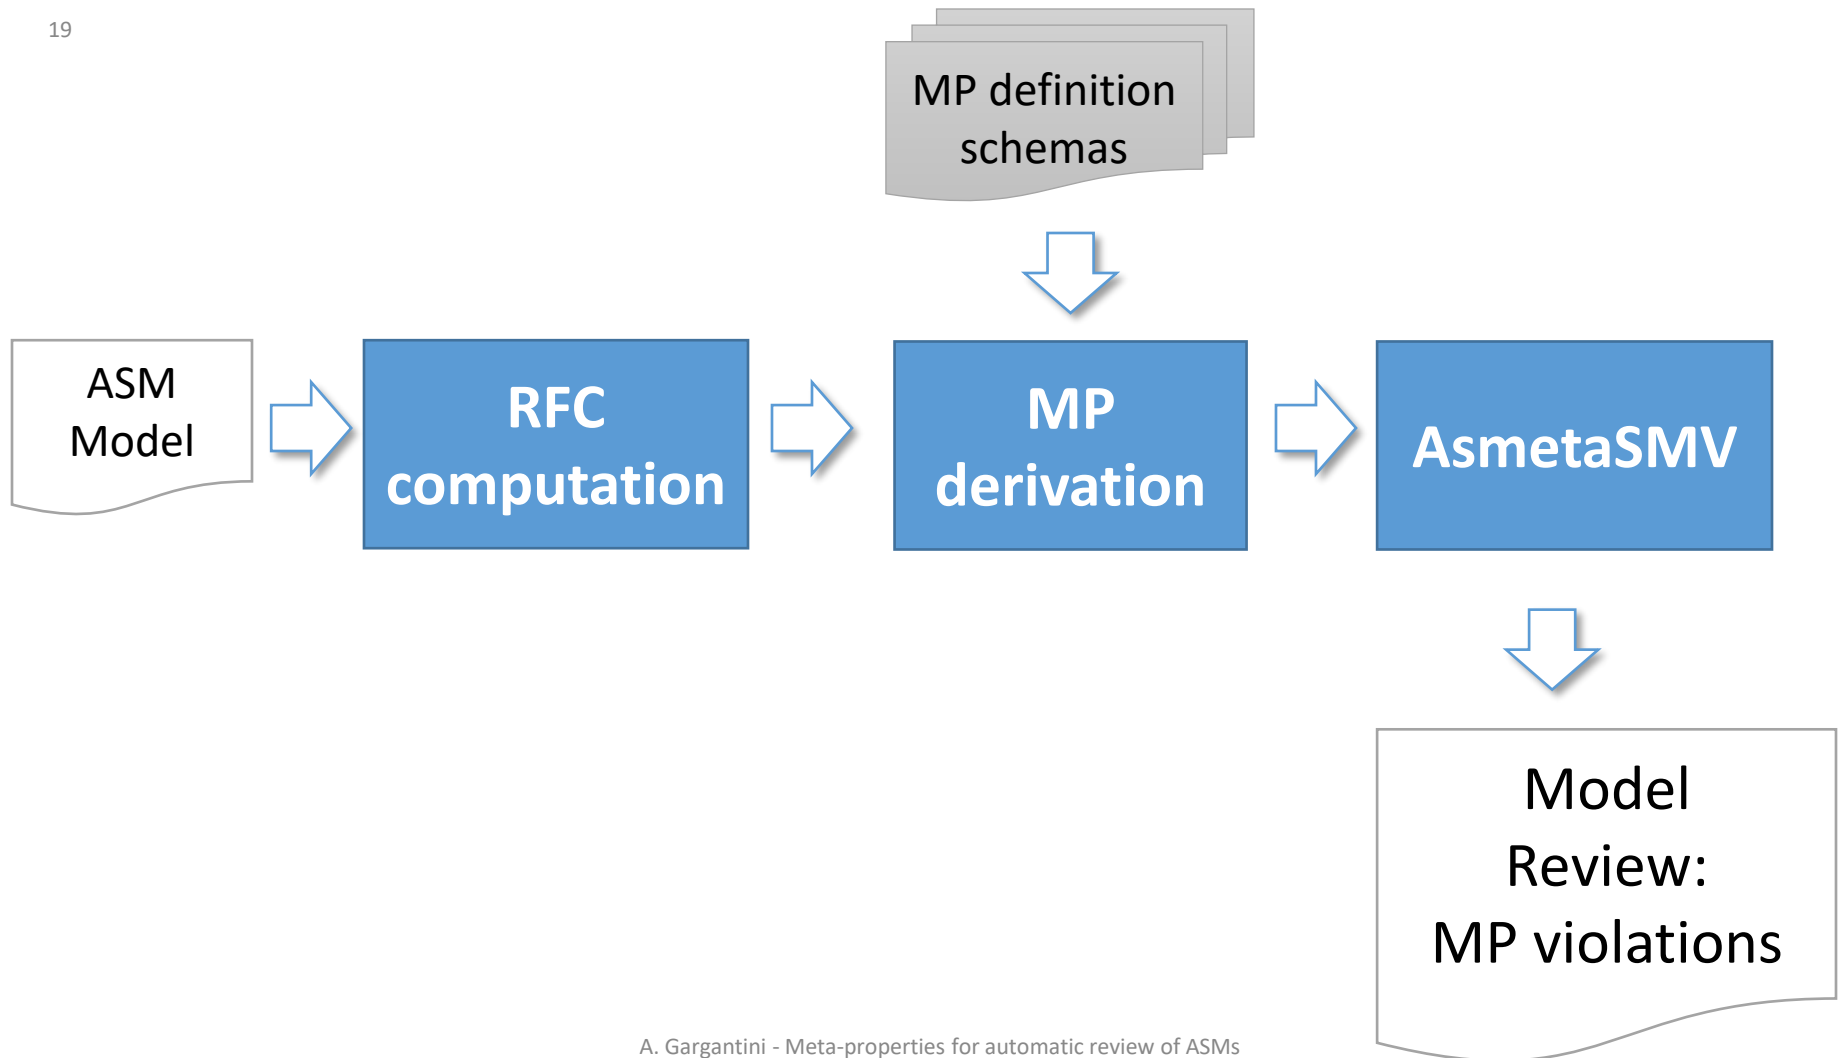 19
MP definition
schemas
ASM
Model
RFC
computation
MP
derivation
AsmetaSMV
Model
Review:
MP violations
A. Gargantini - Meta-properties for automatic review of ASMs